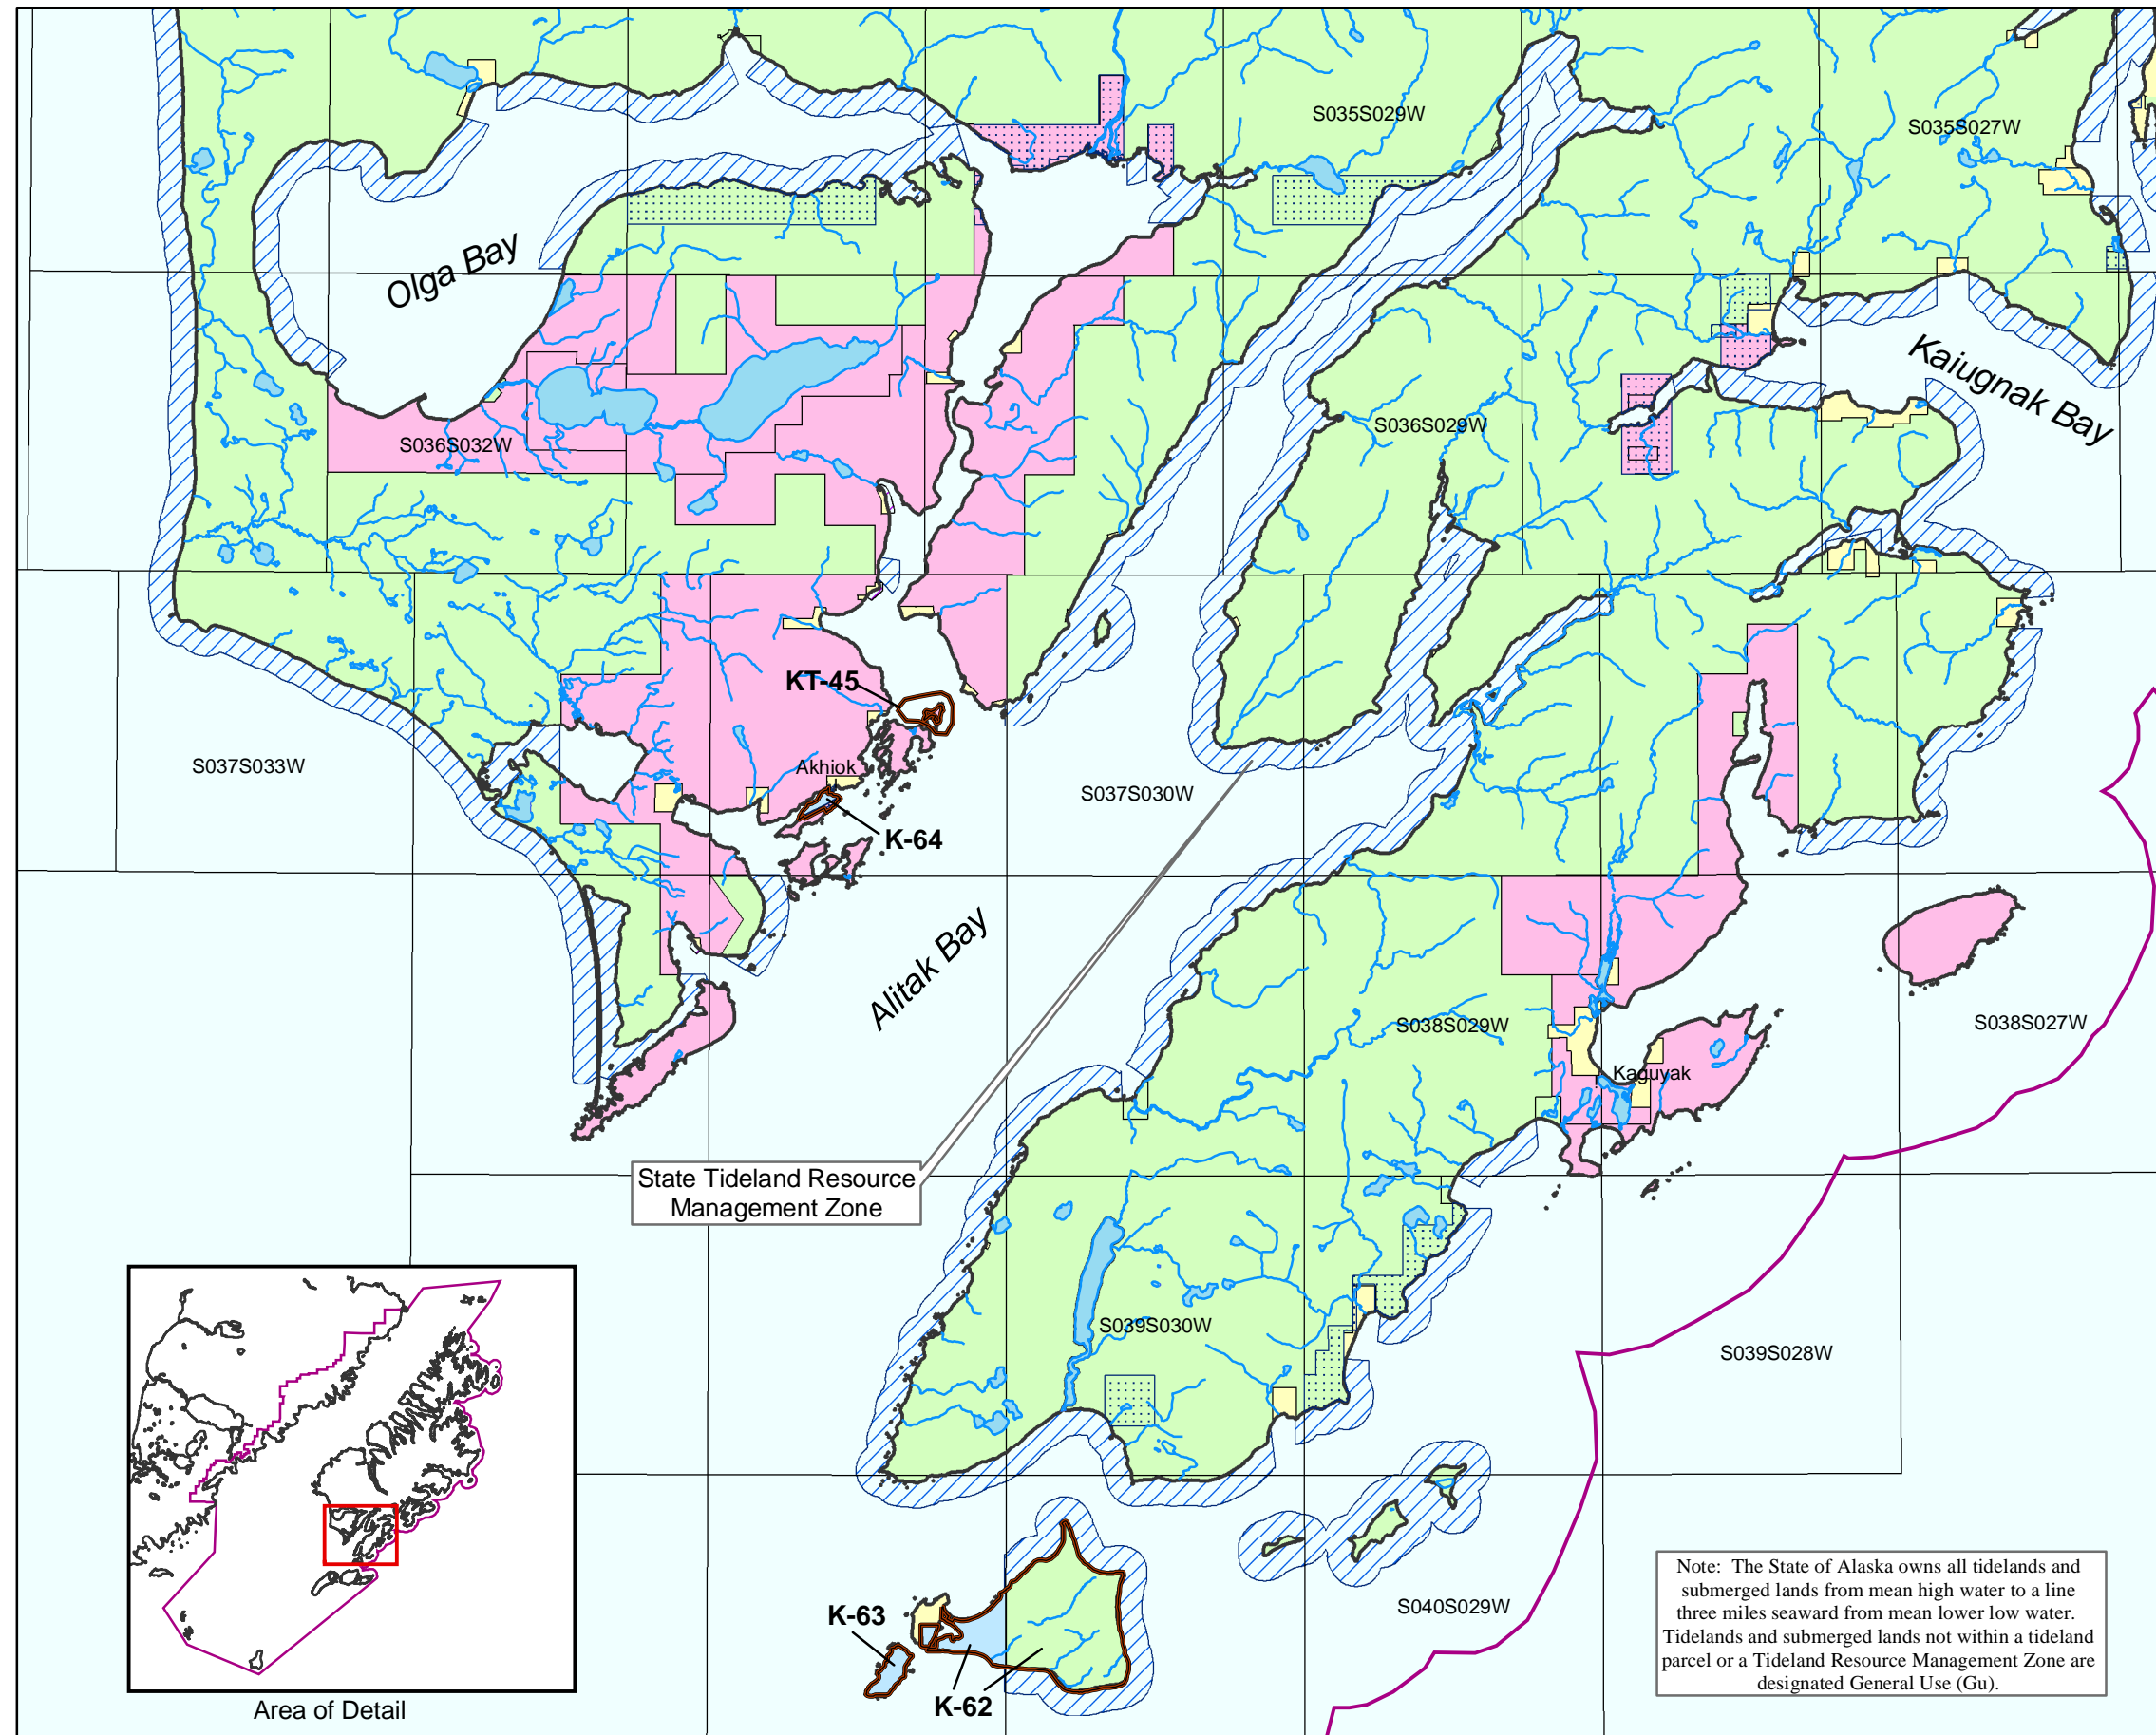 S035S029W
S035S027W
Olga Bay
Kaiugnak Bay
S036S032W
S036S029W
KT-45
S037S033W
Akhiok
S037S030W
K-64
Alitak Bay
S038S029W
S038S027W
Kaguyak
State Tideland Resource
Management Zone
S039S030W
S039S028W
Note: The State of Alaska owns all tidelands and
submerged lands from mean high water to a line
three miles seaward from mean lower low water.
Tidelands and submerged lands not within a tideland
parcel or a Tideland Resource Management Zone are
designated General Use (Gu).
S040S029W
K-63
K-62
Area of Detail